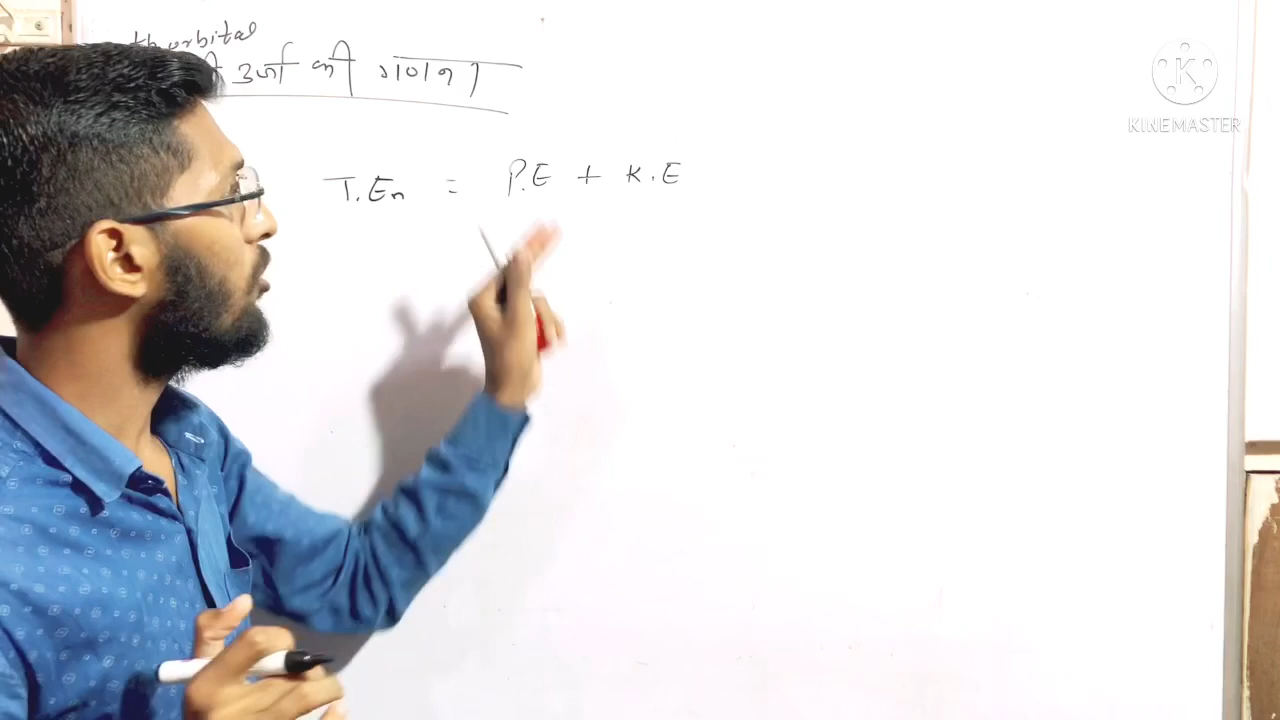 th orbital
ऊर्जा की गणना
T.En = P.E + K.E
KINEMASTER